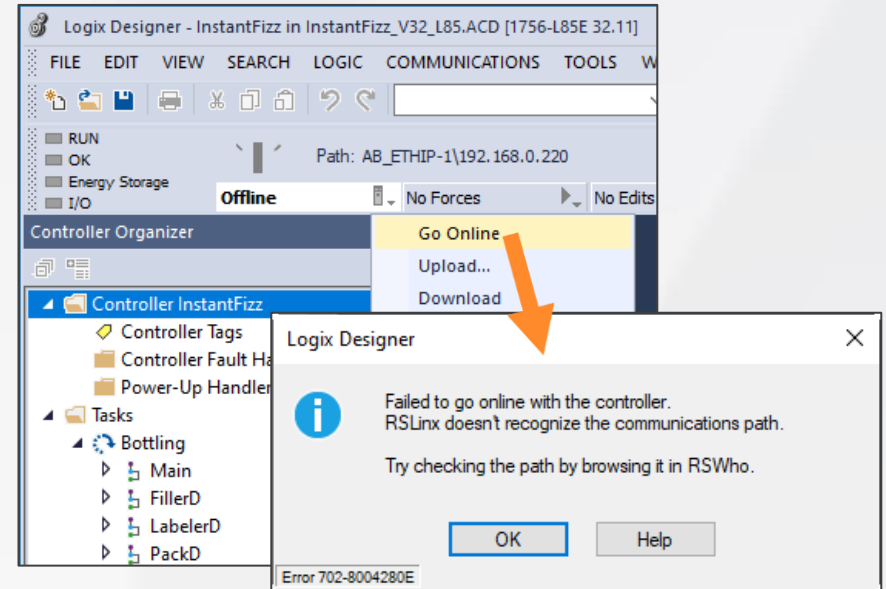 Logix Designer - InstantFizz in InstantFizz_V32_L85.ACD [1756-L85E 32.11]
FILE EDIT VIEW SEARCH LOGIC COMMUNICATIONS TOOLS W
RUN
OK
Energy Storage
I/O
Path: AB_ETHIP-1\192.168.0.220
Offline No Forces No Edits
Controller Organizer
Go Online
Upload...
Download
Controller InstantFizz
Controller Tags
Controller Fault Ha
Power-Up Handler
Tasks
Bottling
Main
FillerD
LabelerD
PackD
Logix Designer
Failed to go online with the controller.
RSLinx doesn't recognize the communications path.
Try checking the path by browsing it in RSWho.
OK Help
Error 702-8004280E